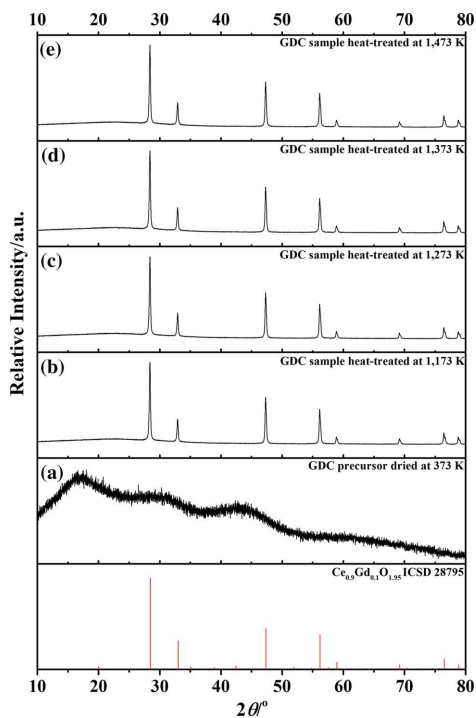 10 20 30 40 50 60 70 80
(e)
GDC sample heat-treated at 1,473 K
(d)
GDC sample heat-treated at 1,373 K
(c)
GDC sample heat-treated at 1,273 K
(b)
GDC sample heat-treated at 1,173 K
(a)
GDC precursor dried at 373 K
Ce0.9Gd0.1O1.95 ICSD 28795
10 20 30 40 50 60 70 80
2θ/°
Relative Intensity/a.u.